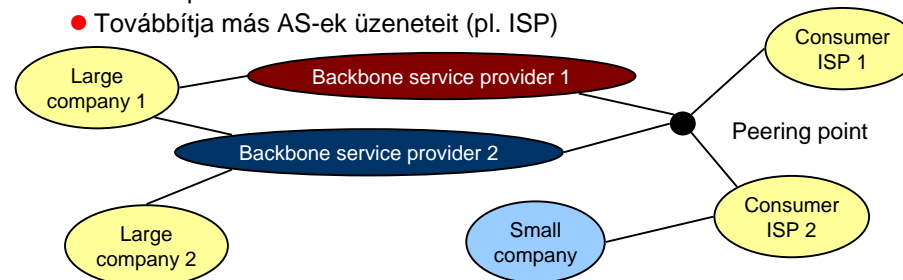 ● Továbbítja más AS-ek üzeneteit (pl. ISP)
Consumer
ISP 1
Large
company 1
Backbone service provider 1
Peering point
Backbone service provider 2
Consumer
ISP 2
Large
company 2
Small
company